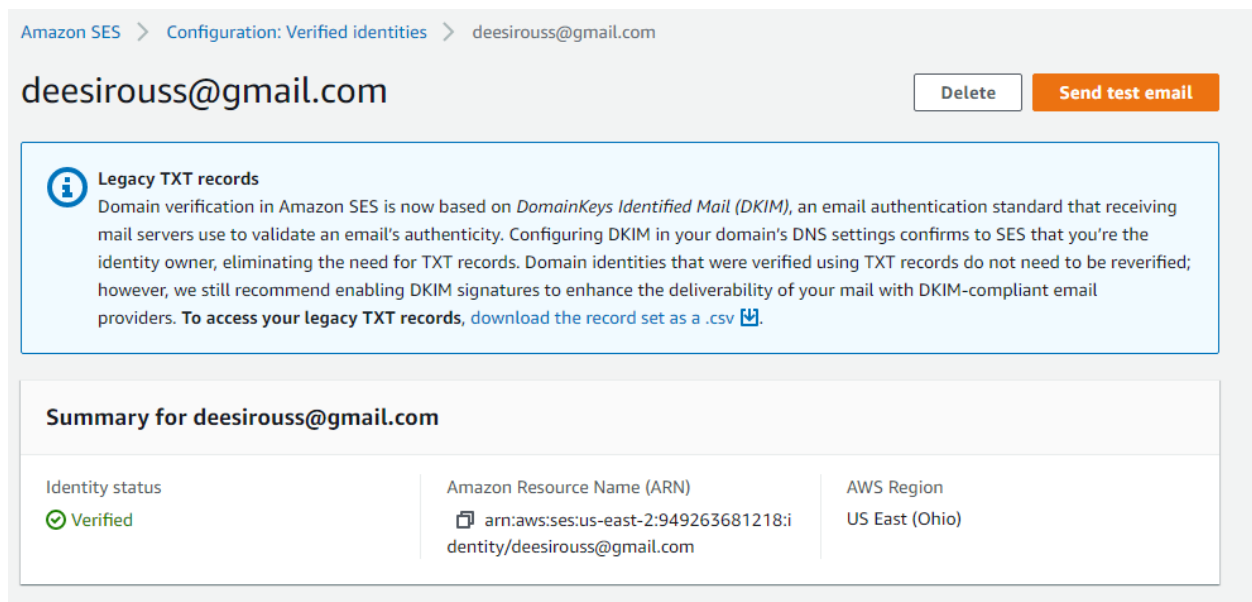 Amazon SES > Configuration: Verified identities > deesirouss@gmail.com
deesirouss@gmail.com
Delete
Send test email
Legacy TXT records
Domain verification in Amazon SES is now based on DomainKeys Identified Mail (DKIM), an email authentication standard that receiving
mail servers use to validate an email's authenticity. Configuring DKIM in your domain's DNS settings confirms to SES that you're the
identity owner, eliminating the need for TXT records. Domain identities that were verified using TXT records do not need to be reverified;
however, we still recommend enabling DKIM signatures to enhance the deliverability of your mail with DKIM-compliant email
providers. To access your legacy TXT records, download the record set as a .csv .
Summary for deesirouss@gmail.com
Identity status
Verified
Amazon Resource Name (ARN)
arn:aws:ses:us-east-2:949263681218:i
dentity/deesirouss@gmail.com
AWS Region
US East (Ohio)